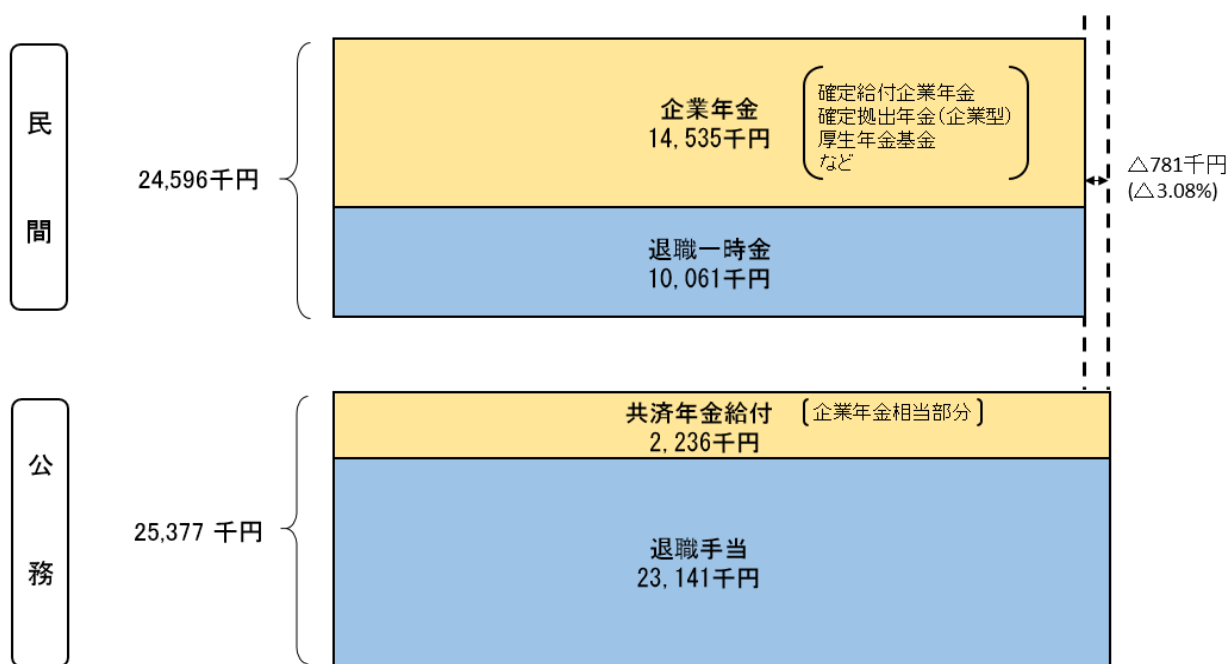 民間
24,596千円
企業年金
14,535千円
確定給付企業年金
確定拠出年金(企業型)
厚生年金基金
など
△781千円
(△3.08%)
退職一時金
10,061千円
公務
25,377 千円
共済年金給付
2,236千円
企業年金相当部分
退職手当
23,141千円